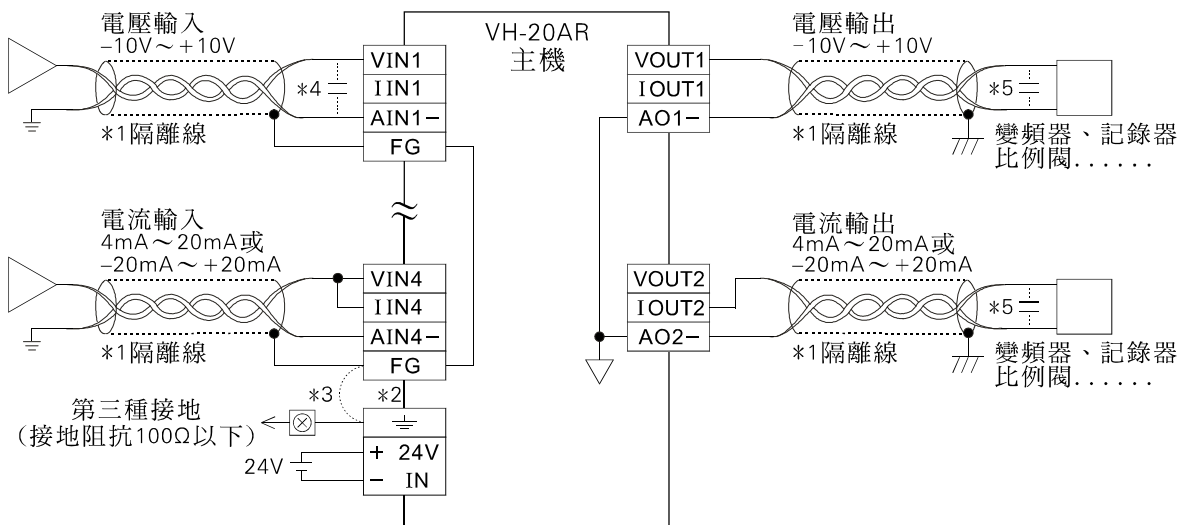 電壓輸入
–10V～+10V
*4
*1隔離線
VIN1
IIN1
AIN1–
FG
VH-20AR
主機
VOUT1
IOUT1
AO1–
電壓輸出
–10V～+10V
*5
*1隔離線
變頻器、記錄器
比例閥......
電流輸入
4mA～20mA或
–20mA～+20mA
*1隔離線
VIN4
IIN4
AIN4–
FG
VOUT2
IOUT2
AO2–
電流輸出
4mA～20mA或
–20mA～+20mA
*5
*1隔離線
變頻器、記錄器
比例閥......
*3
*2
第三種接地
（接地阻抗100Ω以下）
24V
+ 24V
– IN